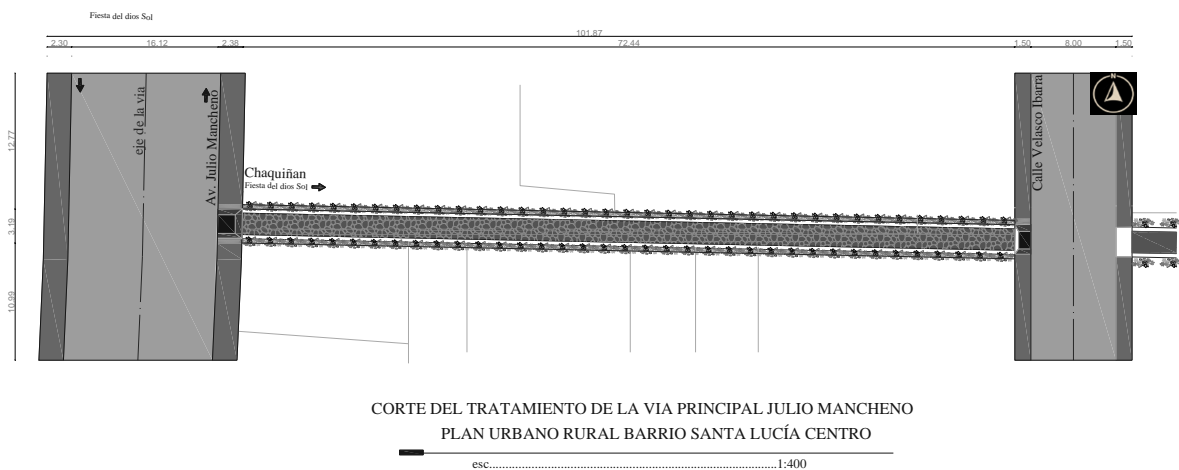 Fiesta del dios Sol
101.87
2.30 16.12 2.38 72.44 1.50 8.00 1.50
N
12.77
3.19
10.99
eje de la via
Av. Julio Mancheno
Chaquiñan
Fiesta del dios Sol
Calle Velasco Ibarra
CORTE DEL TRATAMIENTO DE LA VIA PRINCIPAL JULIO MANCHENO
PLAN URBANO RURAL BARRIO SANTA LUCÍA CENTRO
esc...............................................................................................1:400